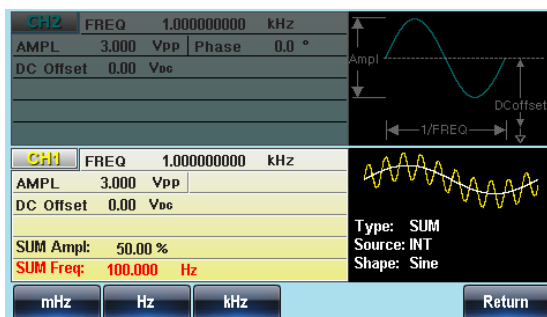 CH2 FREQ 1.000000000 kHz
AMPL 3.000 Vpp Phase 0.0 °
DC Offset 0.00 VDC
Ampl
DCoffset
1/FREQ
CH1 FREQ 1.000000000 kHz
AMPL 3.000 Vpp
DC Offset 0.00 VDC
SUM Ampl: 50.00 %
SUM Freq: 100.000 Hz
Type: SUM
Source: INT
Shape: Sine
mHz Hz kHz Return